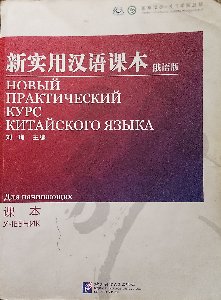 新实用汉语课本 俄语版
НОВЫЙ
ПРАКТИЧЕСКИЙ
КУРС
КИТАЙСКОГО ЯЗЫКА
刘 珣 主编
Для начинающих
课 本
УЧЕБНИК